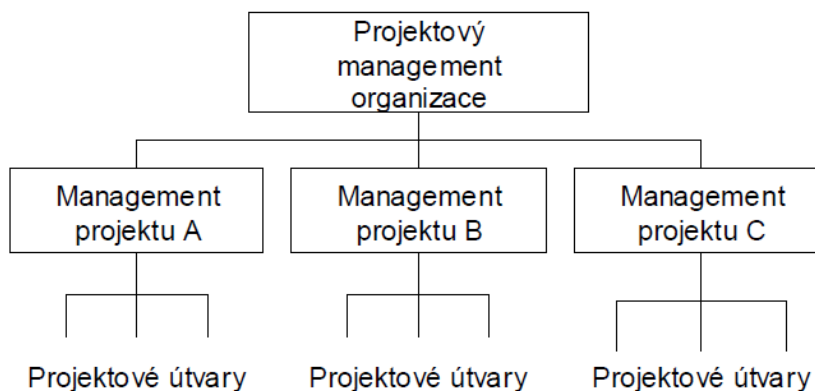 Projektový
management
organizace
Management
projektu A
Management
projektu B
Management
projektu C
Projektové útvary
Projektové útvary
Projektové útvary